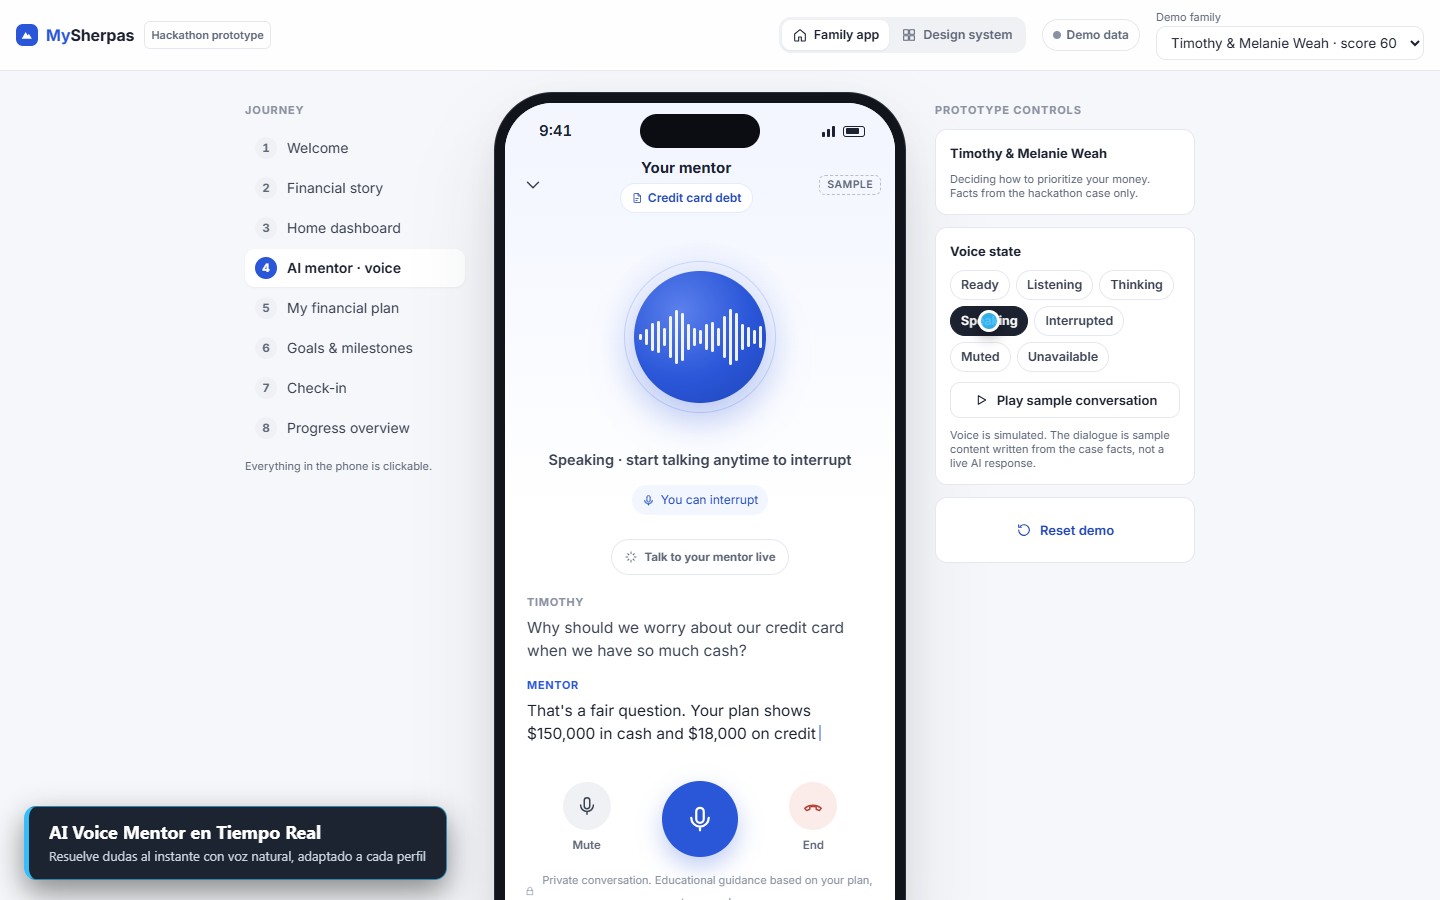 MySherpas
Hackathon prototype
Family app
Design system
Demo data
Demo family
Timothy & Melanie Weah · score 60
JOURNEY
1 Welcome
2 Financial story
3 Home dashboard
4 AI mentor · voice
5 My financial plan
6 Goals & milestones
7 Check-in
8 Progress overview
Everything in the phone is clickable.
9:41
Your mentor
Credit card debt
SAMPLE
Speaking · start talking anytime to interrupt
You can interrupt
Talk to your mentor live
TIMOTHY
Why should we worry about our credit card
when we have so much cash?
MENTOR
That's a fair question. Your plan shows
$150,000 in cash and $18,000 on credit
Mute
End
Private conversation. Educational guidance based on your plan,
PROTOTYPE CONTROLS
Timothy & Melanie Weah
Deciding how to prioritize your money.
Facts from the hackathon case only.
Voice state
Ready
Listening
Thinking
Speaking
Interrupted
Muted
Unavailable
Play sample conversation
Voice is simulated. The dialogue is sample
content written from the case facts, not a
live AI response.
Reset demo
AI Voice Mentor en Tiempo Real
Resuelve dudas al instante con voz natural, adaptado a cada perfil